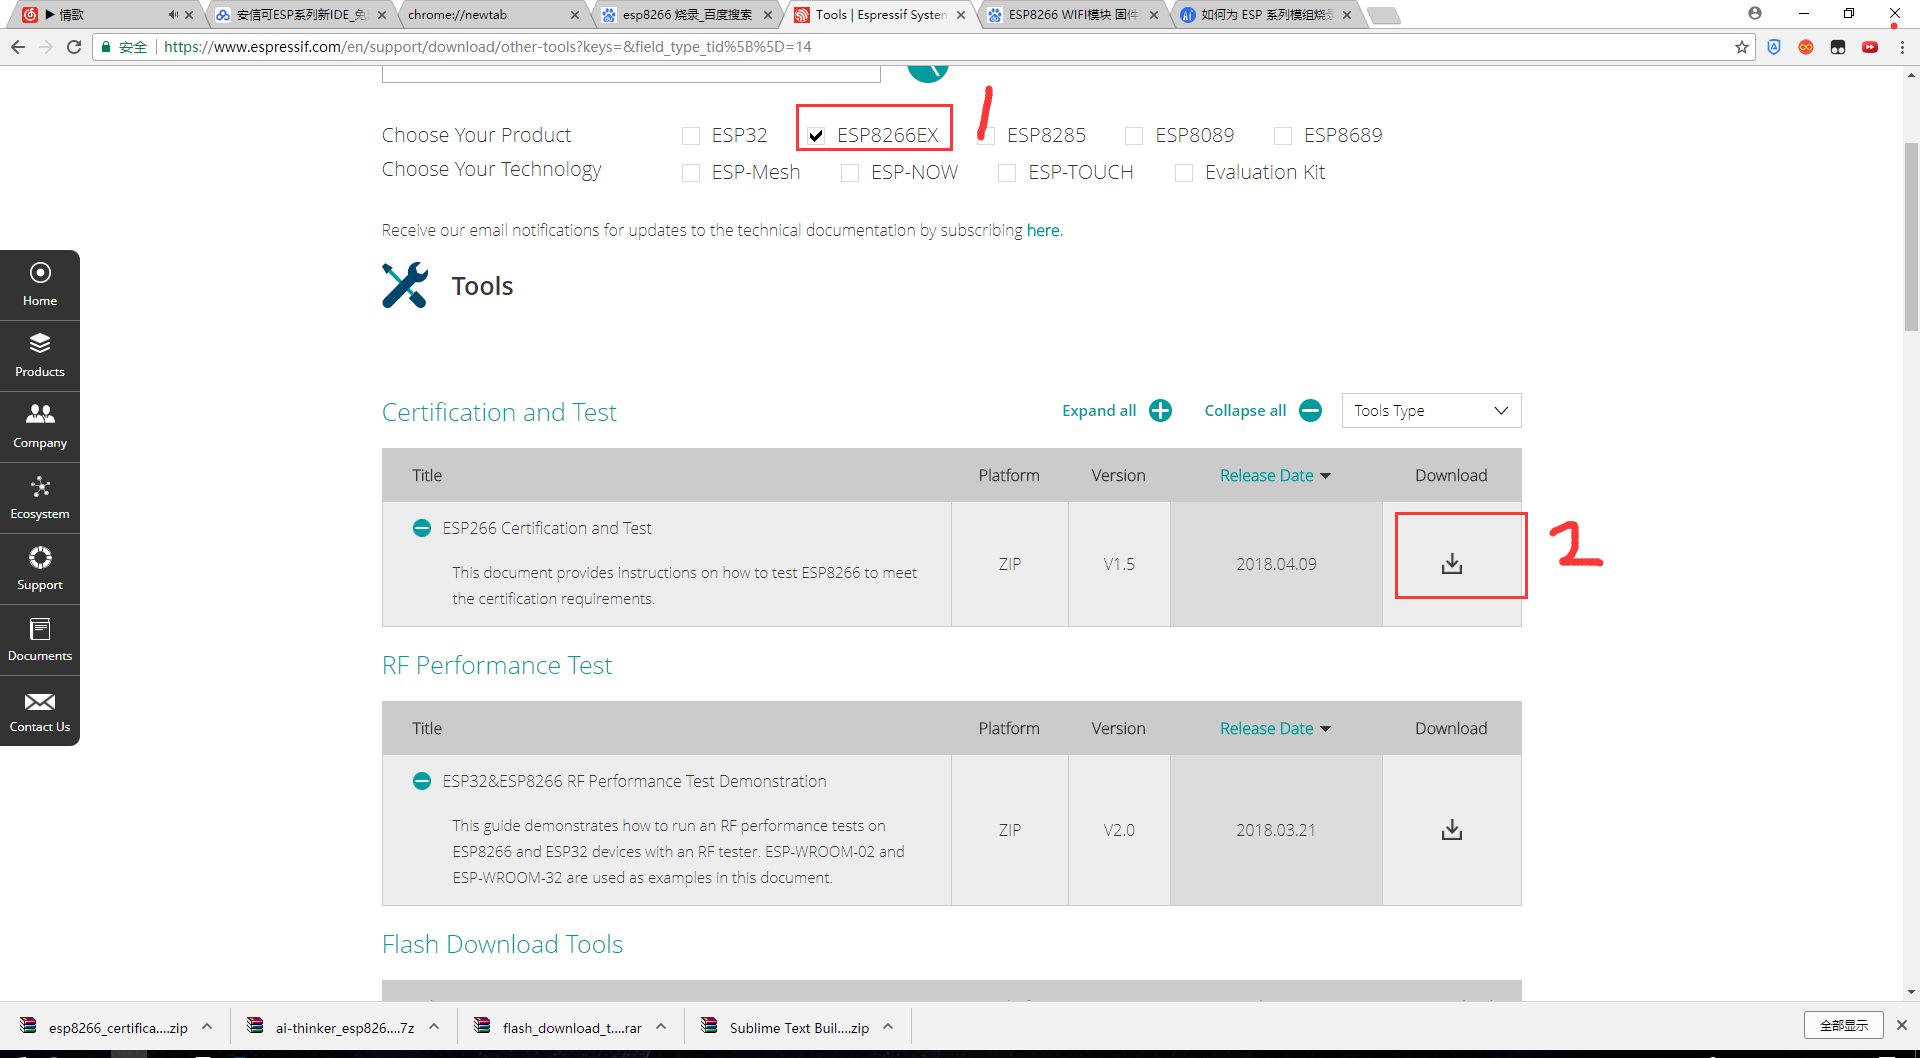 ▶ 情歌
安信可ESP系列新IDE_免
chrome://newtab
esp8266 烧录_百度搜索
Tools | Espressif System
ESP8266 WIFI模块 固件
如何为 ESP 系列模组烧
安全 https://www.espressif.com/en/support/download/other-tools?keys=&field_type_tid%5B%5D=14
Choose Your Product ESP32 ESP8266EX ESP8285 ESP8089 ESP8689
1
Choose Your Technology ESP-Mesh ESP-NOW ESP-TOUCH Evaluation Kit
Receive our email notifications for updates to the technical documentation by subscribing here.
Tools
Home
Products
Company
Ecosystem
Support
Documents
Contact Us
Certification and Test Expand all Collapse all Tools Type
Title Platform Version Release Date Download
ESP266 Certification and Test
This document provides instructions on how to test ESP8266 to meet
the certification requirements.
ZIP V1.5 2018.04.09
2
RF Performance Test
Title Platform Version Release Date Download
ESP32&ESP8266 RF Performance Test Demonstration
This guide demonstrates how to run an RF performance tests on
ESP8266 and ESP32 devices with an RF tester. ESP-WROOM-02 and
ESP-WROOM-32 are used as examples in this document.
ZIP V2.0 2018.03.21
Flash Download Tools
esp8266_certifica....zip ai-thinker_esp826....7z flash_download_t....rar Sublime Text Buil....zip 全部显示